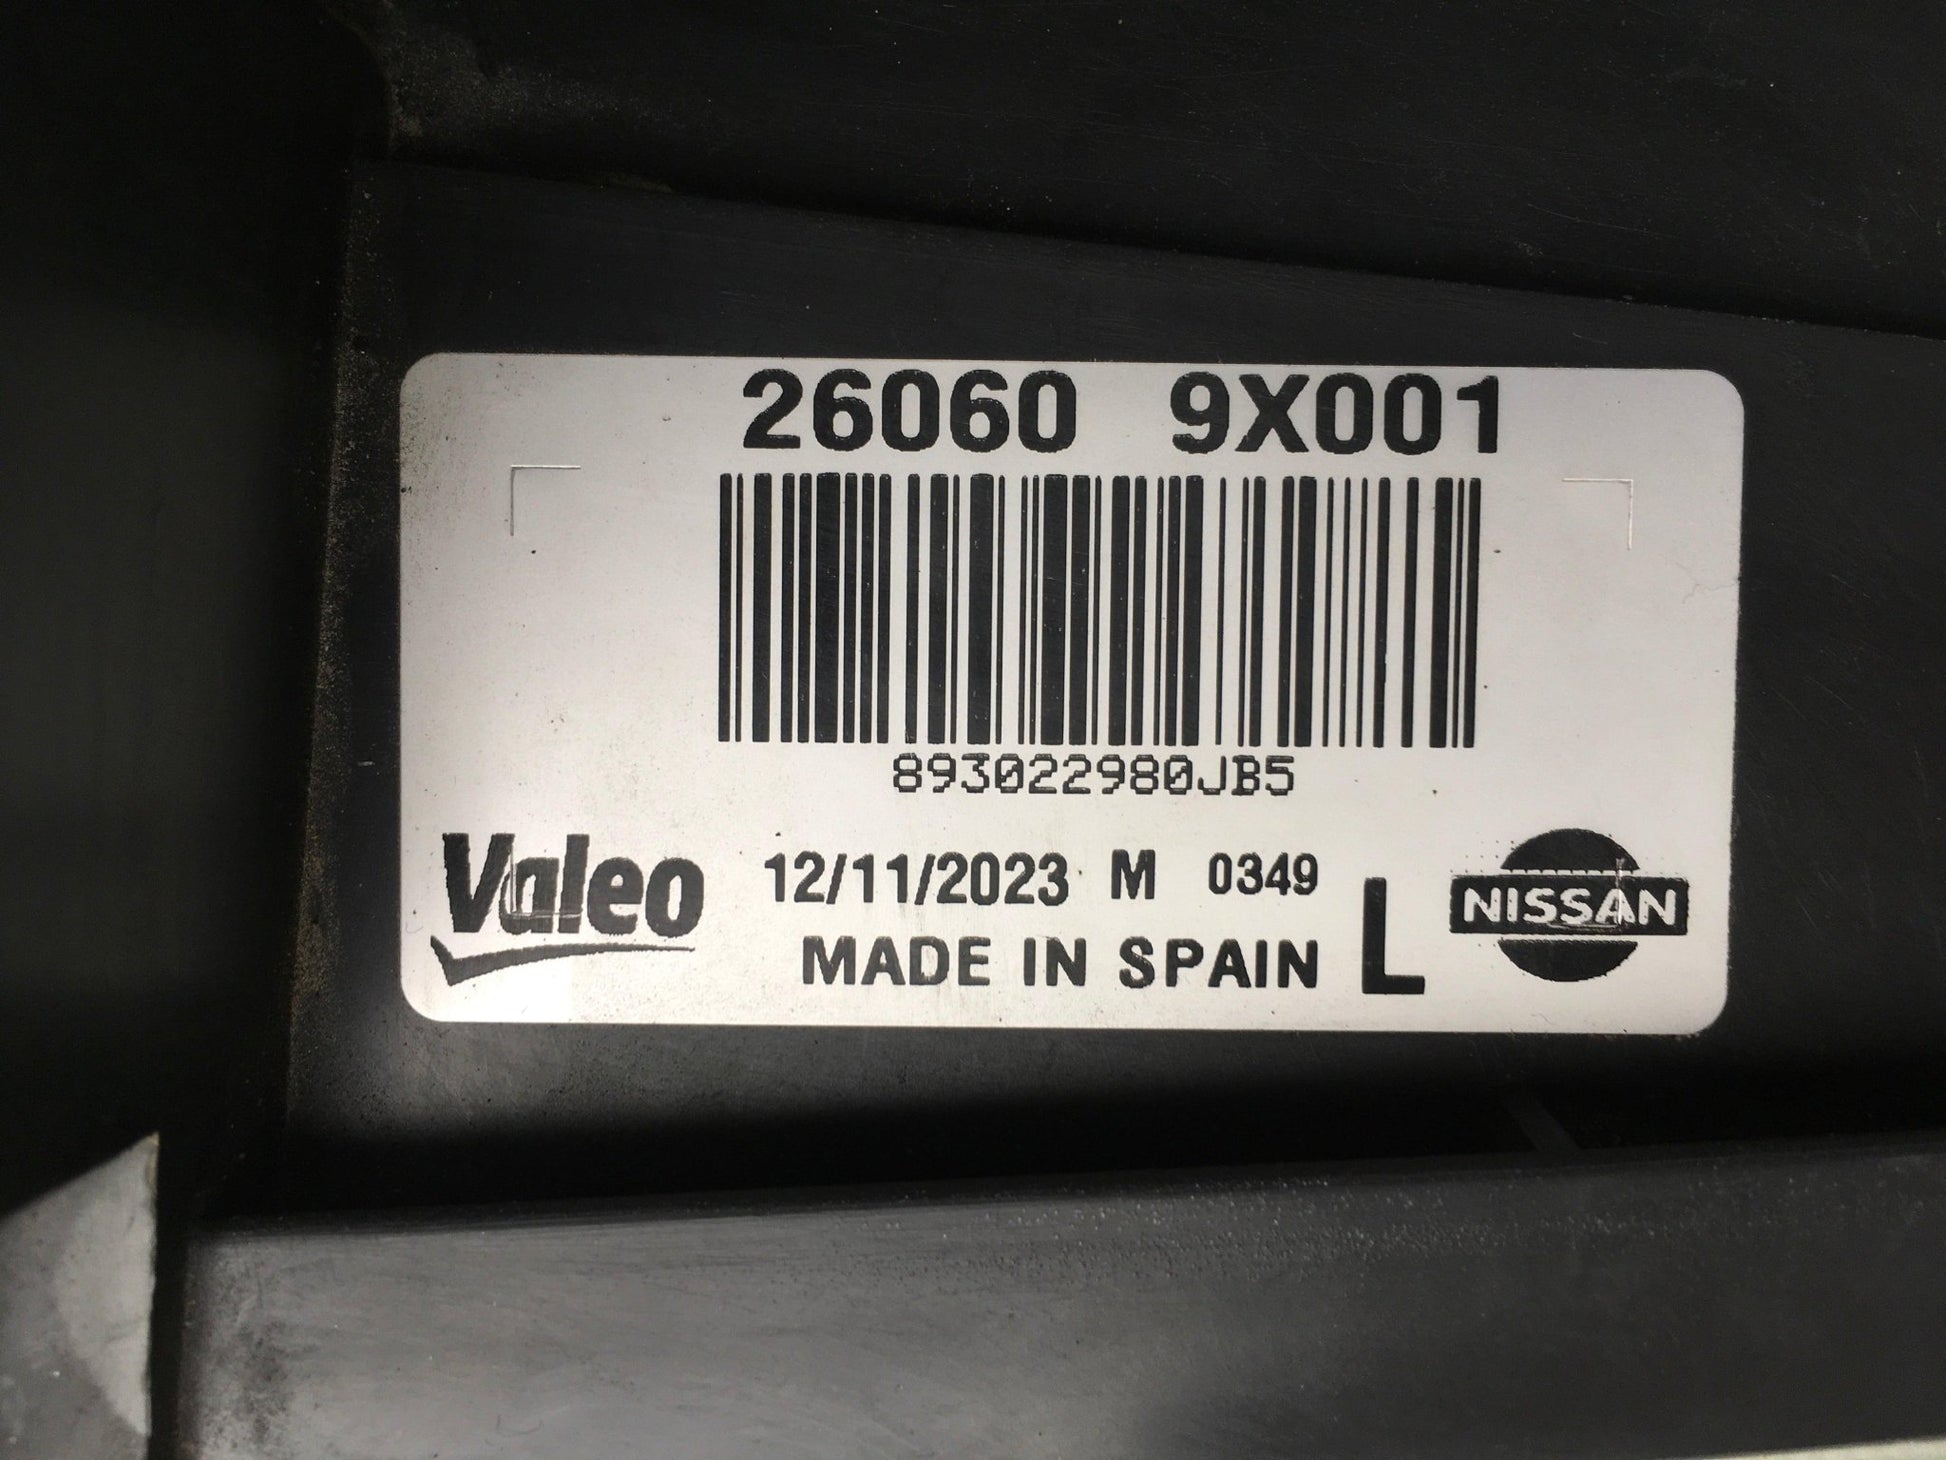 26060 9X001
893022980JB5
Valeo 12/11/2023 M 0349
MADE IN SPAIN L NISSAN